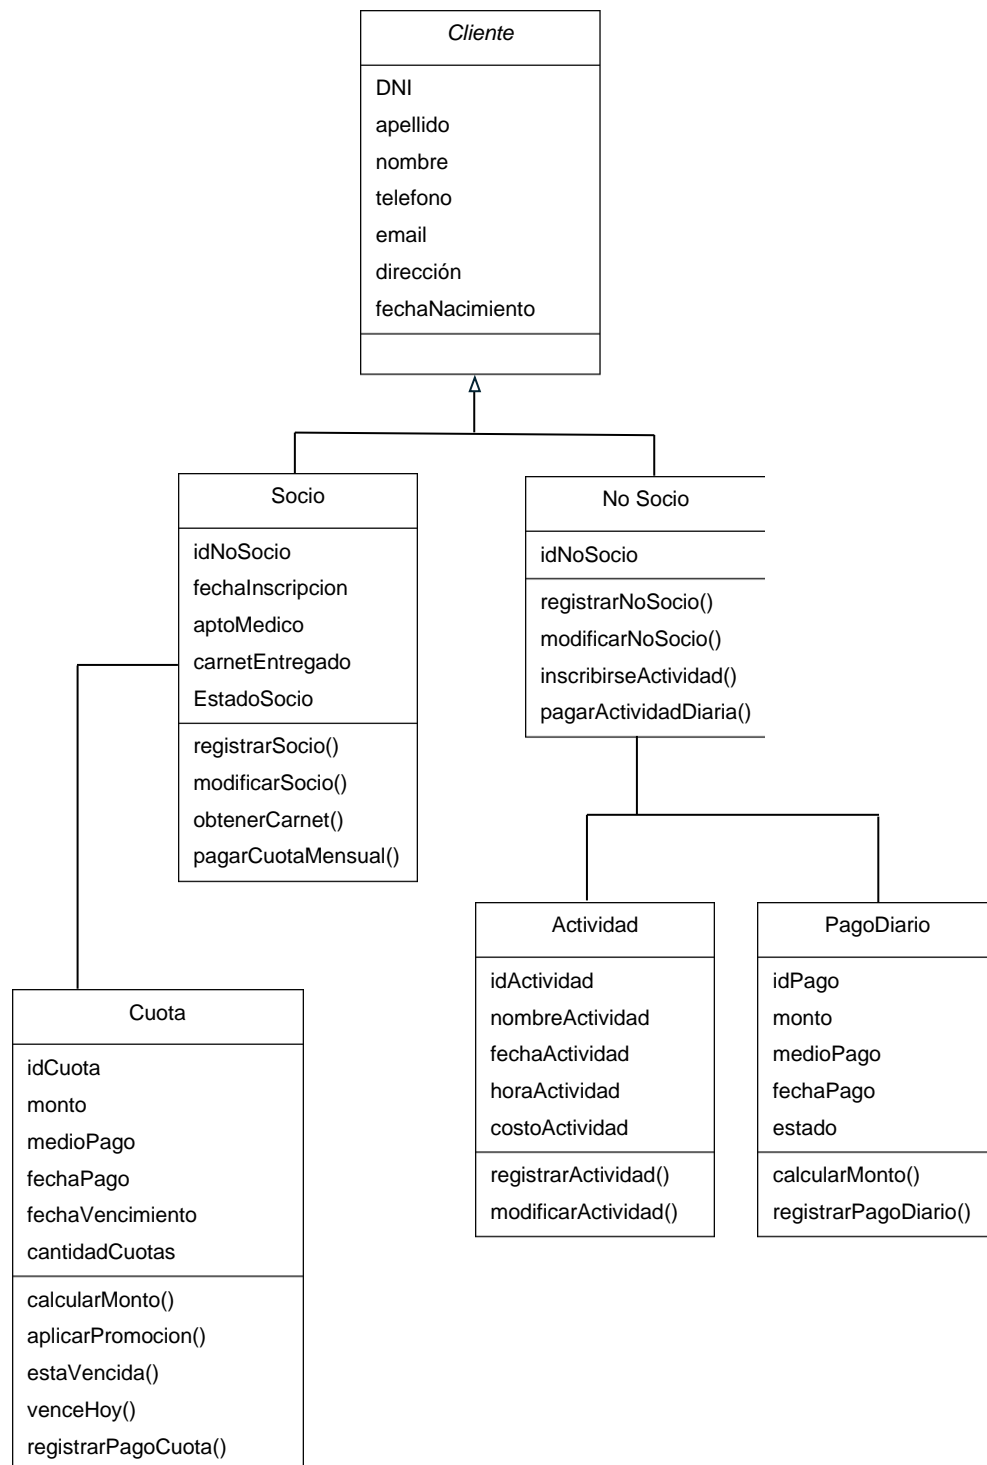 Cliente
DNI
apellido
nombre
telefono
email
dirección
fechaNacimiento
Socio
idNoSocio
fechaInscripcion
aptoMedico
carnetEntregado
EstadoSocio
registrarSocio()
modificarSocio()
obtenerCarnet()
pagarCuotaMensual()
No Socio
idNoSocio
registrarNoSocio()
modificarNoSocio()
inscribirseActividad()
pagarActividadDiaria()
Actividad
idActividad
nombreActividad
fechaActividad
horaActividad
costoActividad
registrarActividad()
modificarActividad()
PagoDiario
idPago
monto
medioPago
fechaPago
estado
calcularMonto()
registrarPagoDiario()
Cuota
idCuota
monto
medioPago
fechaPago
fechaVencimiento
cantidadCuotas
calcularMonto()
aplicarPromocion()
estaVencida()
venceHoy()
registrarPagoCuota()